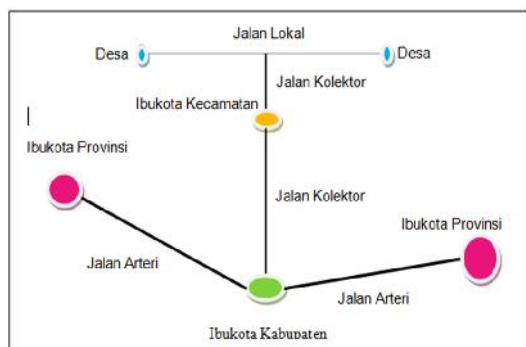 Jalan Lokal
Desa
Desa
Jalan Kolektor
Ibukota Kecamatan
Ibukota Provinsi
Jalan Kolektor
Ibukota Provinsi
Jalan Arteri
Jalan Arteri
Ibukota Kabupaten